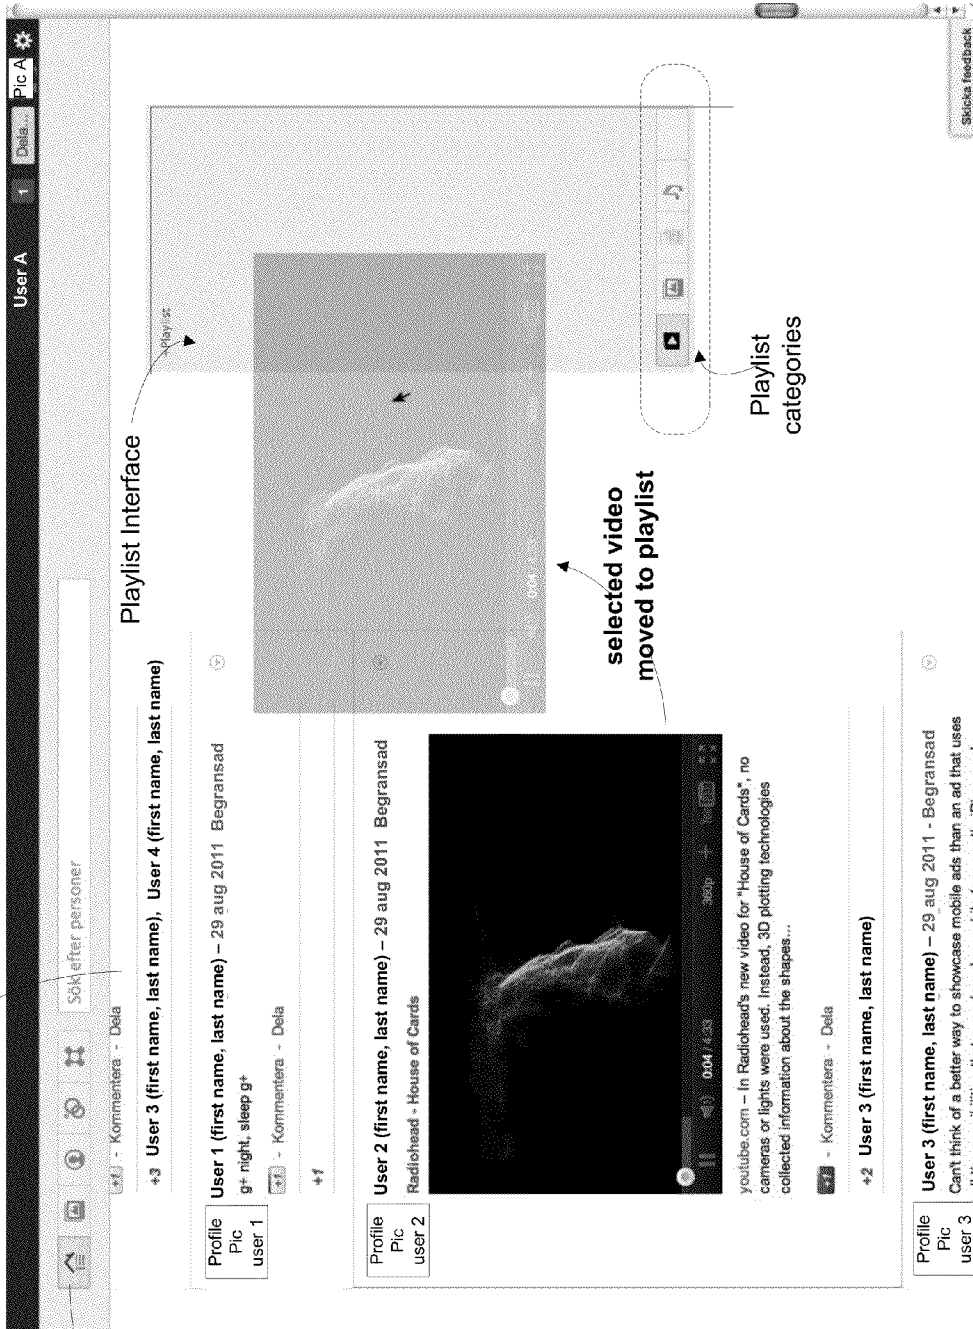 User A
1
Dela...
Pic A
Sök efter personer
+1 - Kommentera - Dela
+3 User 3 (first name, last name), User 4 (first name, last name)
Playlist Interface
+Playlist
Profile
Pic
user 1
User 1 (first name, last name) – 29 aug 2011 Begransad
g+ night, sleep g+
+1 - Kommentera - Dela
+1
Profile
Pic
user 2
User 2 (first name, last name) – 29 aug 2011 Begransad
Radiohead - House of Cards
0:04 / 4:33
360p
0:04 / 4:33
selected video
moved to playlist
Playlist
categories
youtube.com – In Radiohead's new video for "House of Cards", no
cameras or lights were used. Instead, 3D plotting technologies
collected information about the shapes...
+1 - Kommentera - Dela
+2 User 3 (first name, last name)
Profile
Pic
user 3
User 3 (first name, last name) – 29 aug 2011 - Begransad
Can't think of a better way to showcase mobile ads than an ad that uses
Skicka feedback